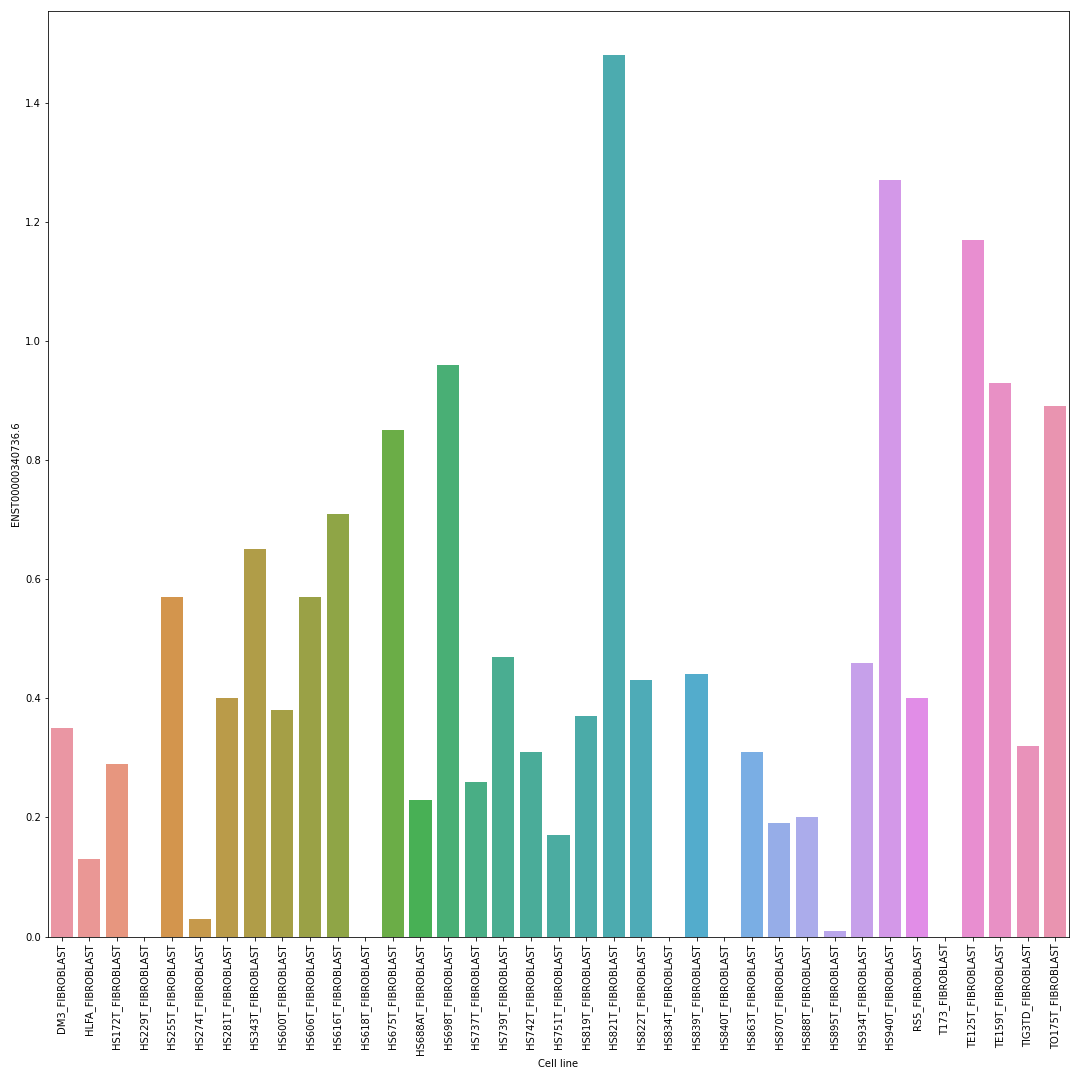 ENST00000340736.6
1.4
1.2
1.0
0.8
0.6
0.4
0.2
0.0
DM3_FIBROBLAST
HLFA_FIBROBLAST
HS172T_FIBROBLAST
HS229T_FIBROBLAST
HS255T_FIBROBLAST
HS274T_FIBROBLAST
HS281T_FIBROBLAST
HS343T_FIBROBLAST
HS600T_FIBROBLAST
HS606T_FIBROBLAST
HS616T_FIBROBLAST
HS618T_FIBROBLAST
HS675T_FIBROBLAST
HS688AT_FIBROBLAST
HS698T_FIBROBLAST
HS737T_FIBROBLAST
HS739T_FIBROBLAST
HS742T_FIBROBLAST
HS751T_FIBROBLAST
HS819T_FIBROBLAST
HS821T_FIBROBLAST
HS822T_FIBROBLAST
HS834T_FIBROBLAST
HS839T_FIBROBLAST
HS840T_FIBROBLAST
HS863T_FIBROBLAST
HS870T_FIBROBLAST
HS888T_FIBROBLAST
HS895T_FIBROBLAST
HS934T_FIBROBLAST
HS940T_FIBROBLAST
RS5_FIBROBLAST
T173_FIBROBLAST
TE125T_FIBROBLAST
TE159T_FIBROBLAST
TIG3TD_FIBROBLAST
TO175T_FIBROBLAST
Cell line